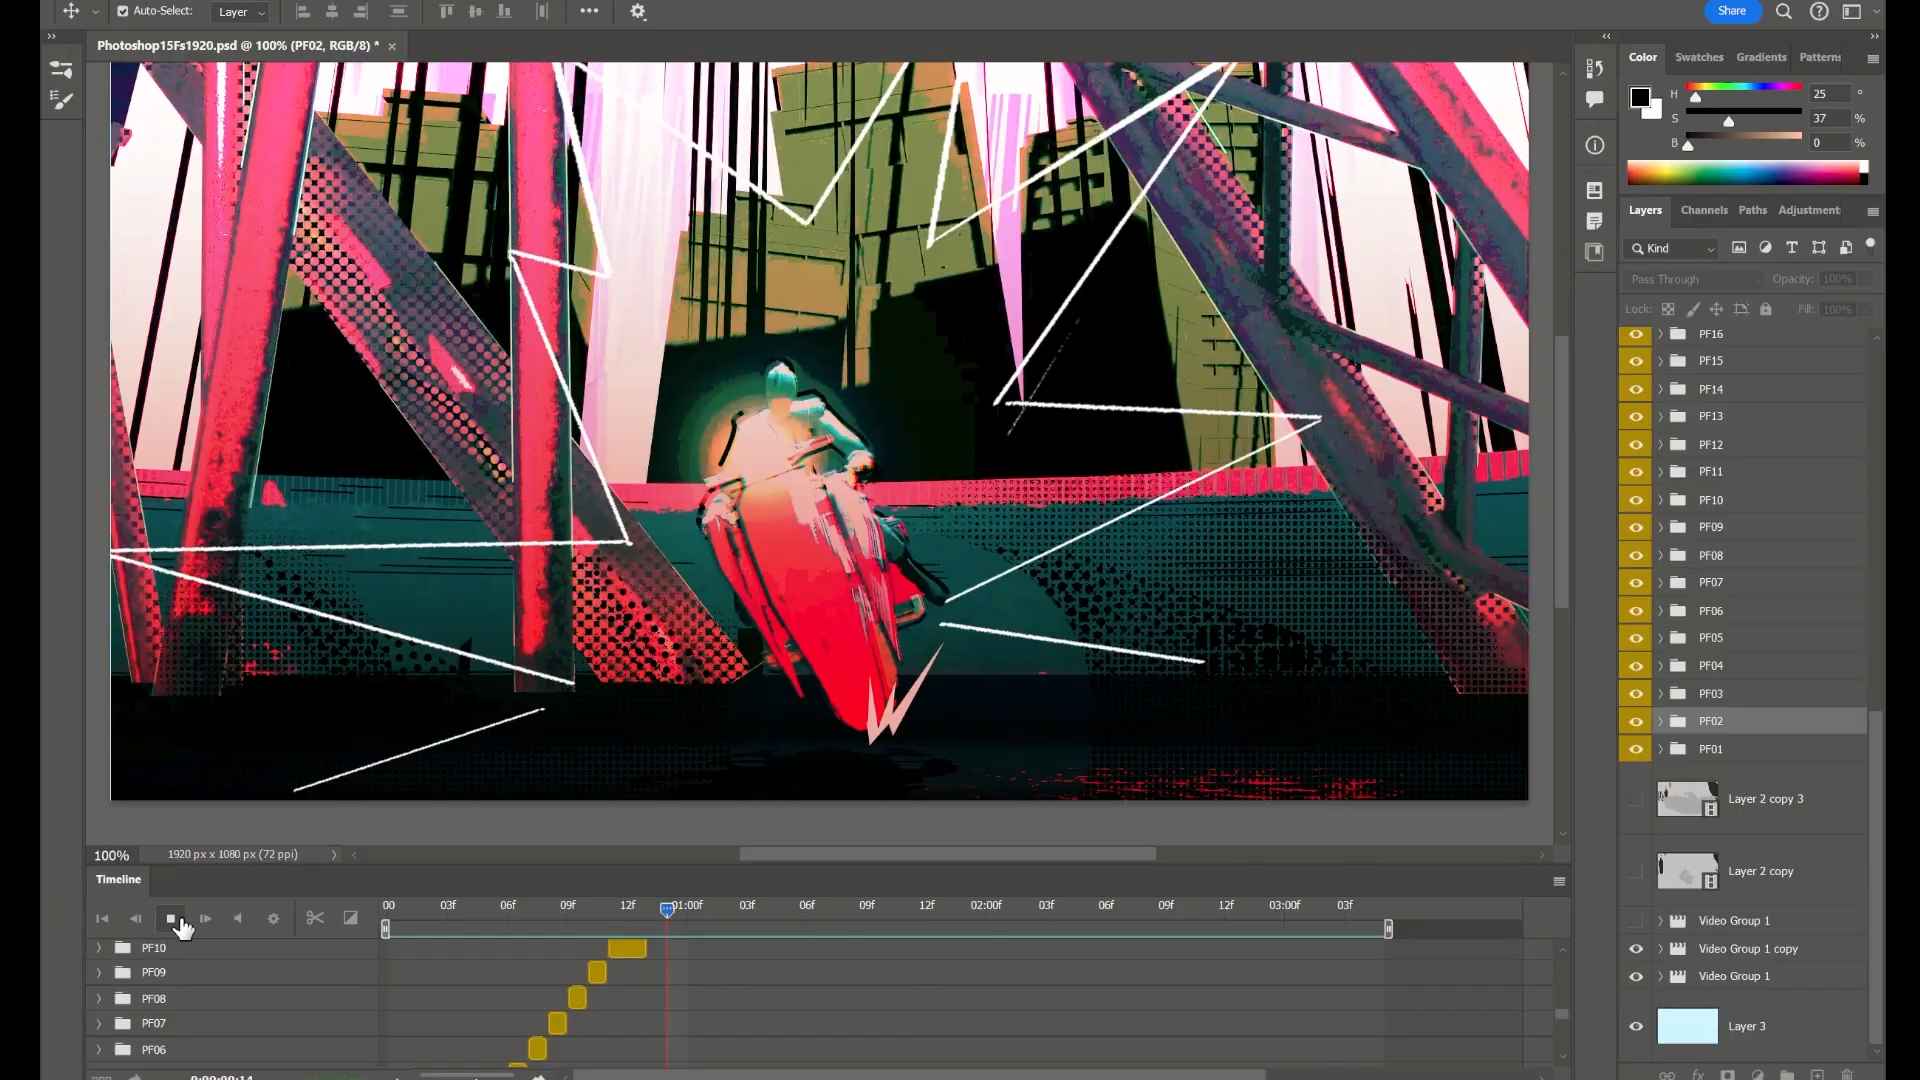 Auto-Select:
Layer
Share
Photoshop15Fs1920.psd @ 100% (PF02, RGB/8) *
Color
Swatches
Gradients
Patterns
H
25
°
S
37
%
B
0
%
Layers
Channels
Paths
Adjustment
Kind
Pass Through
Opacity:
100%
Lock:
Fill:
100%
PF16
PF15
PF14
PF13
PF12
PF11
PF10
PF09
PF08
PF07
PF06
PF05
PF04
PF03
PF02
PF01
Layer 2 copy 3
Layer 2 copy
Video Group 1
Video Group 1 copy
Video Group 1
Layer 3
fx
100%
1920 px x 1080 px (72 ppi)
Timeline
00 03f 06f 09f 12f 01:00f 03f 06f 09f 12f 02:00f 03f 06f 09f 12f 03:00f 03f
PF10
PF09
PF08
PF07
PF06
0:00:00:14